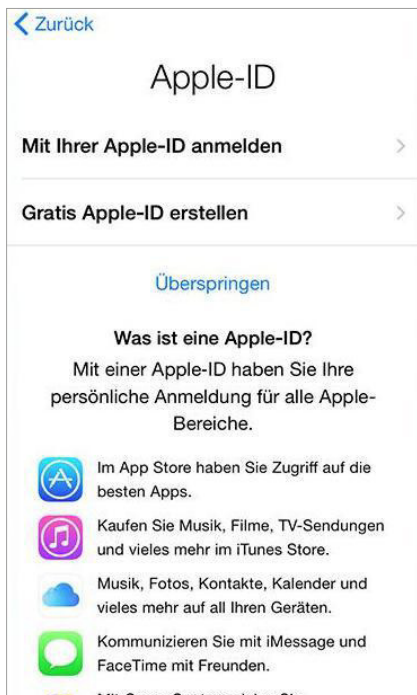 Zurück
Apple-ID
Mit Ihrer Apple-ID anmelden
Gratis Apple-ID erstellen
Überspringen
Was ist eine Apple-ID?
Mit einer Apple-ID haben Sie Ihre
persönliche Anmeldung für alle Apple-
Bereiche.
Im App Store haben Sie Zugriff auf die
besten Apps.
Kaufen Sie Musik, Filme, TV-Sendungen
und vieles mehr im iTunes Store.
Musik, Fotos, Kontakte, Kalender und
vieles mehr auf all Ihren Geräten.
Kommunizieren Sie mit iMessage und
FaceTime mit Freunden.